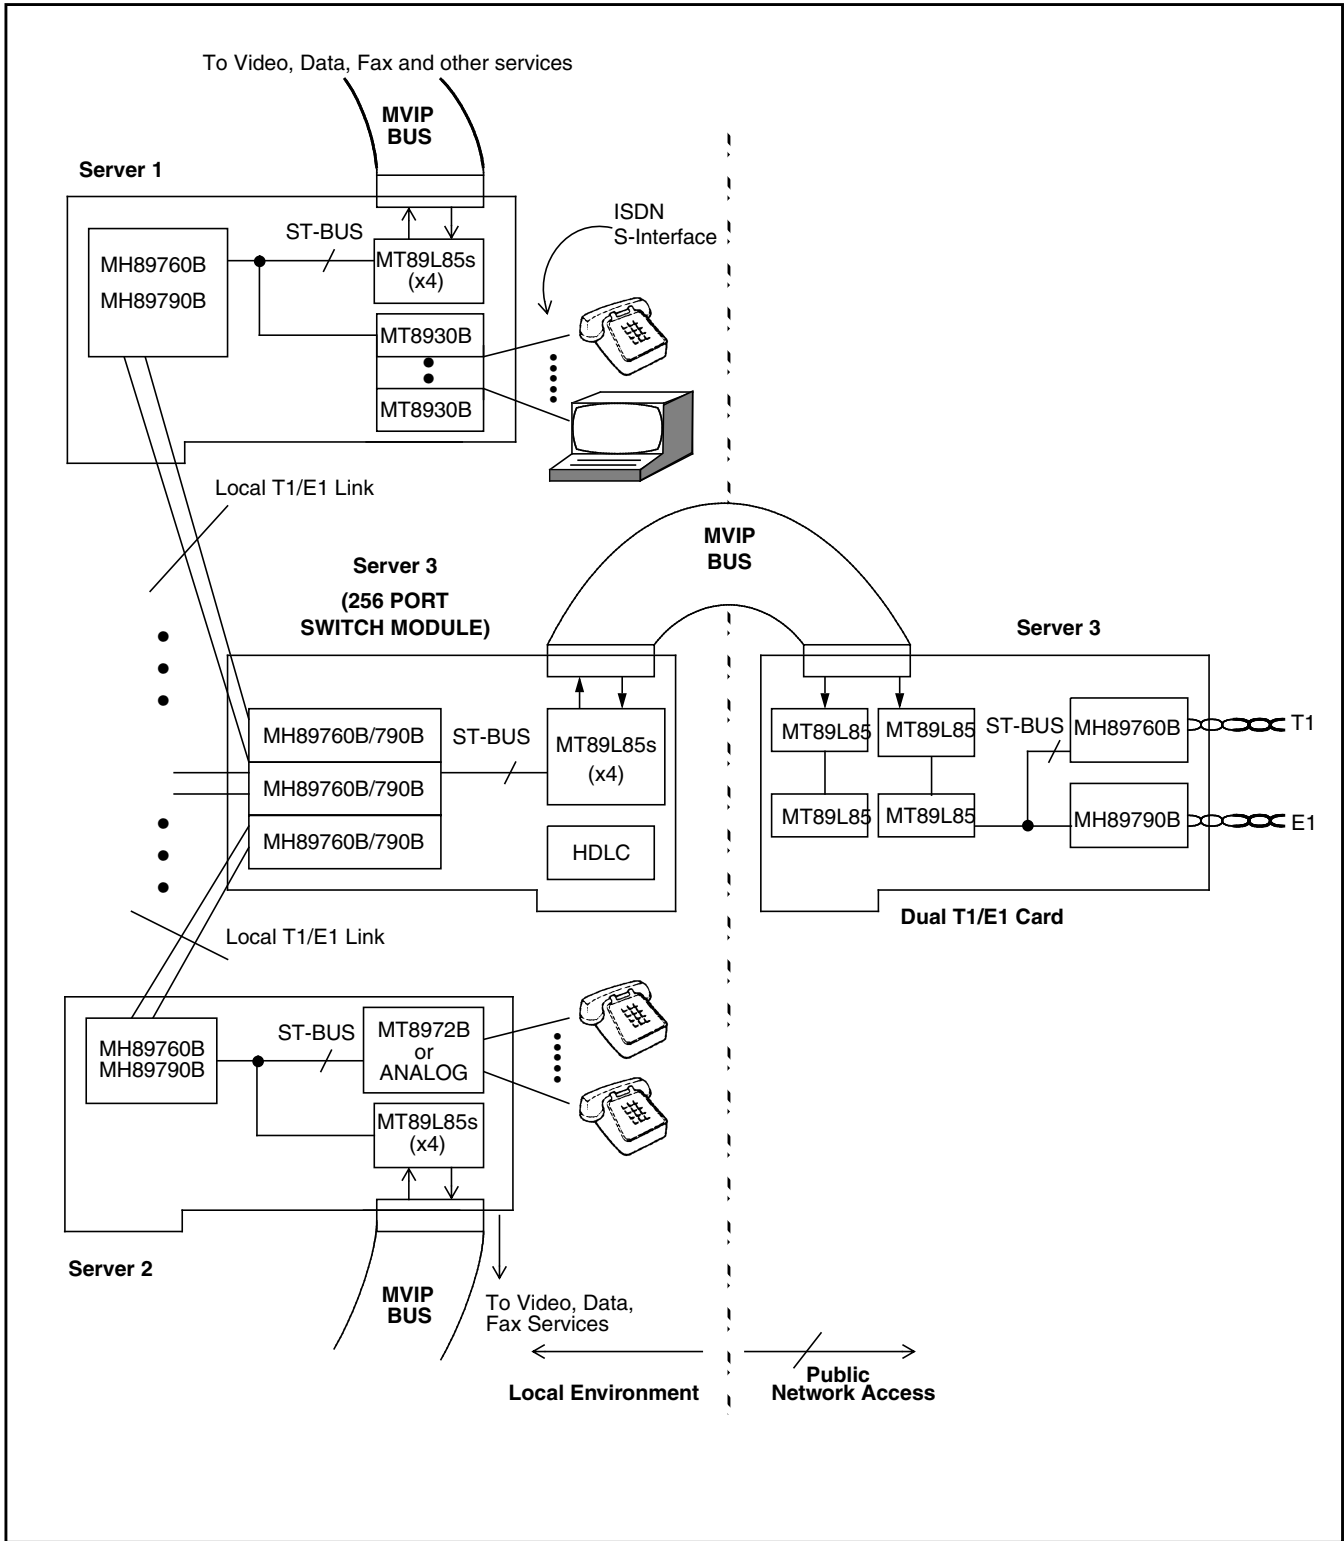 To Video, Data, Fax and other services
MVIP
BUS
Server 1
ISDN
S-Interface
ST-BUS
MH89760B
MH89790B
MT89L85s
(x4)
MT8930B
MT8930B
Local T1/E1 Link
MVIP
BUS
Server 3
(256 PORT
SWITCH MODULE)
Server 3
MH89760B/790B
ST-BUS
MT89L85s
(x4)
MH89760B/790B
MH89760B/790B
HDLC
MT89L85
MT89L85
ST-BUS
MH89760B
T1
MT89L85
MT89L85
MH89790B
E1
Dual T1/E1 Card
Local T1/E1 Link
MH89760B
MH89790B
ST-BUS
MT8972B
or
ANALOG
MT89L85s
(x4)
Server 2
MVIP
BUS
To Video, Data,
Fax Services
Local Environment
Public
Network Access